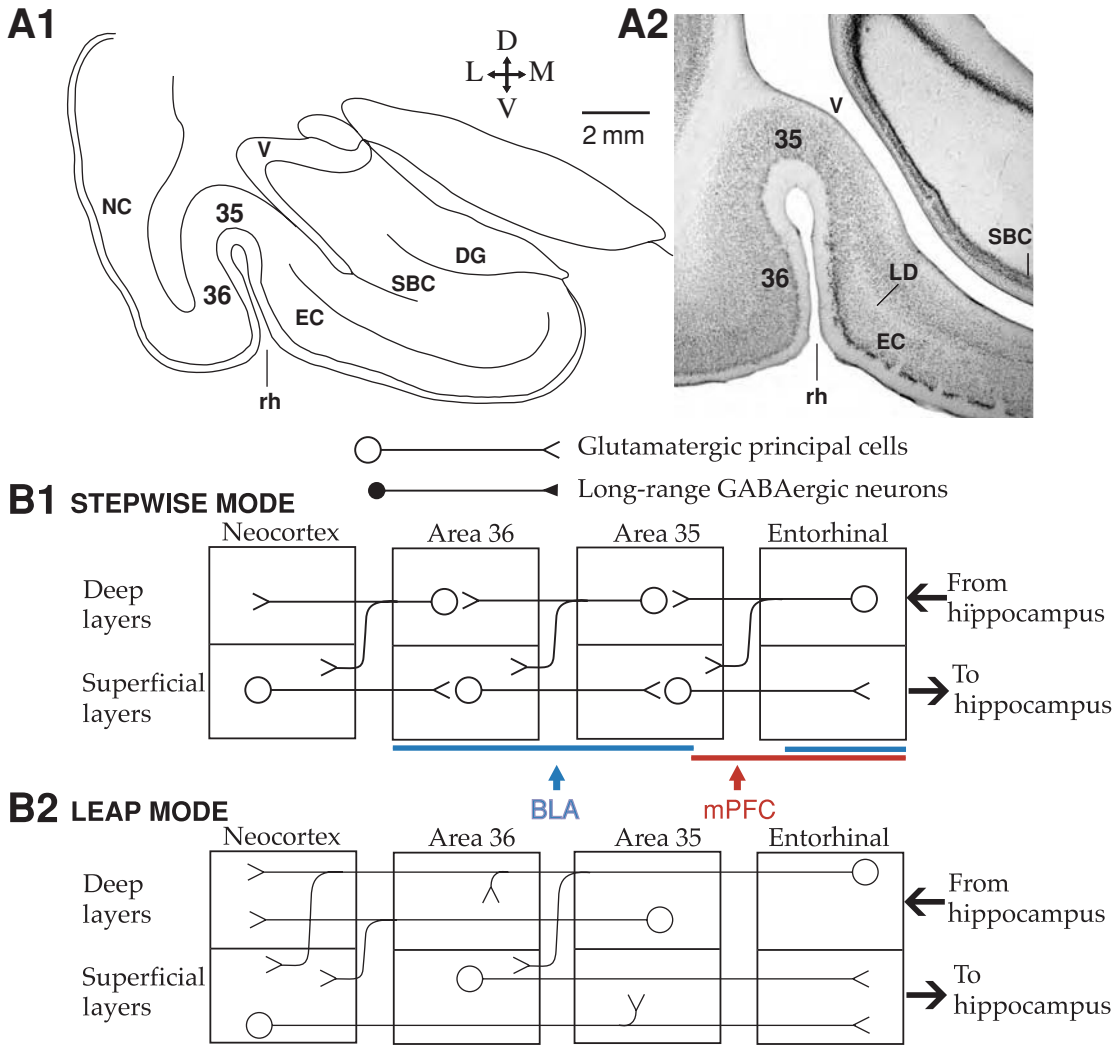 A1
D
L M
V
2 mm
V
NC
35
DG
SBC
36
EC
rh
A2
V
35
SBC
36
LD
EC
rh
Glutamatergic principal cells
Long-range GABAergic neurons
B1 STEPWISE MODE
Neocortex Area 36 Area 35 Entorhinal
Deep
layers
From
hippocampus
Superficial
layers
To
hippocampus
BLA mPFC
B2 LEAP MODE
Neocortex Area 36 Area 35 Entorhinal
Deep
layers
From
hippocampus
Superficial
layers
To
hippocampus